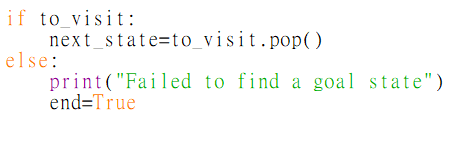 if to_visit:
    next_state=to_visit.pop()
else:
    print("Failed to find a goal state")
    end=True